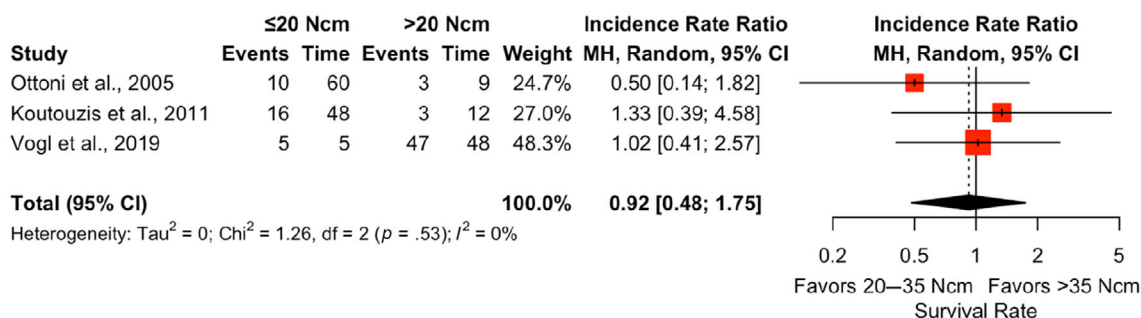 ≤20 Ncm >20 Ncm Incidence Rate Ratio Incidence Rate Ratio
Study Events Time Events Time Weight MH, Random, 95% CI MH, Random, 95% CI
Ottoni et al., 2005 10 60 3 9 24.7% 0.50 [0.14; 1.82]
Koutouzis et al., 2011 16 48 3 12 27.0% 1.33 [0.39; 4.58]
Vogl et al., 2019 5 5 47 48 48.3% 1.02 [0.41; 2.57]
Total (95% CI) 100.0% 0.92 [0.48; 1.75]
Heterogeneity: Tau² = 0; Chi² = 1.26, df = 2 (p = .53); I² = 0%
0.2 0.5 1 2 5
Favors 20–35 Ncm Favors >35 Ncm
Survival Rate